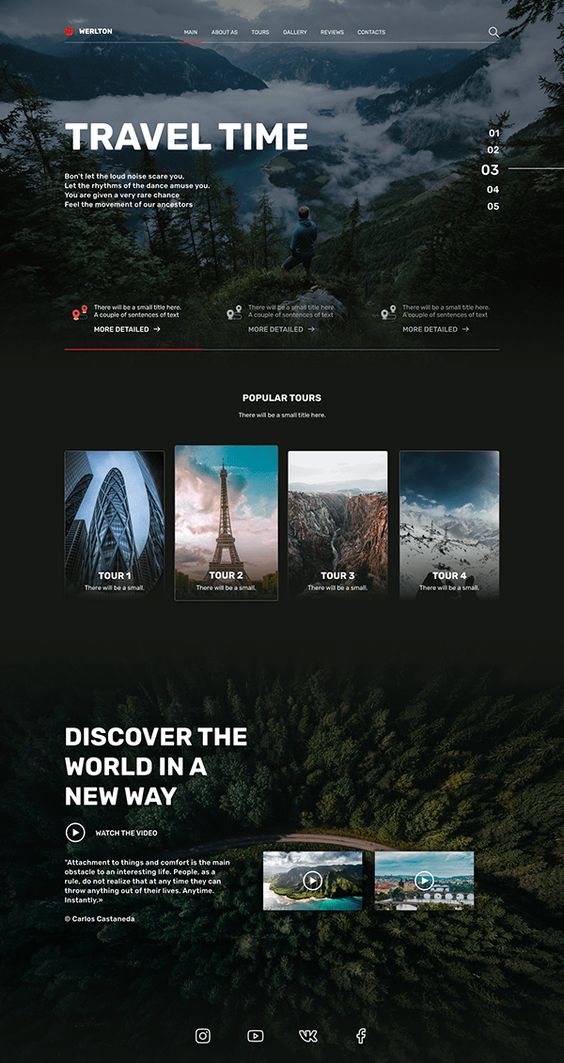 WERLTON
MAIN ABOUT AS TOURS GALLERY REVIEWS CONTACTS
TRAVEL TIME
Don't let the loud noise scare you,
Let the rhythms of the dance amuse you.
You are given a very rare chance
Feel the movement of our ancestors
01
02
03
04
05
There will be a small title here.
A couple of sentences of text
MORE DETAILED
There will be a small title here.
A couple of sentences of text
MORE DETAILED
There will be a small title here.
A couple of sentences of text
MORE DETAILED
POPULAR TOURS
There will be a small title here.
TOUR 1
There will be a small.
TOUR 2
There will be a small.
TOUR 3
There will be a small.
TOUR 4
There will be a small.
DISCOVER THE
WORLD IN A
NEW WAY
WATCH THE VIDEO
"Attachment to things and comfort is the main
obstacle to an interesting life. People, as a
rule, do not realize that at any time they can
throw anything out of their lives. Anytime.
Instantly.»
© Carlos Castaneda